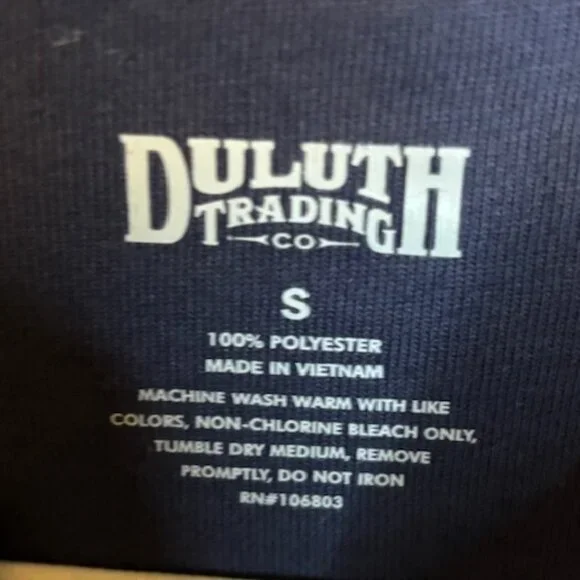 DULUTH
TRADING
CO
S
100% POLYESTER
MADE IN VIETNAM
MACHINE WASH WARM WITH LIKE
COLORS, NON-CHLORINE BLEACH ONLY,
TUMBLE DRY MEDIUM, REMOVE
PROMPTLY, DO NOT IRON
RN#106803